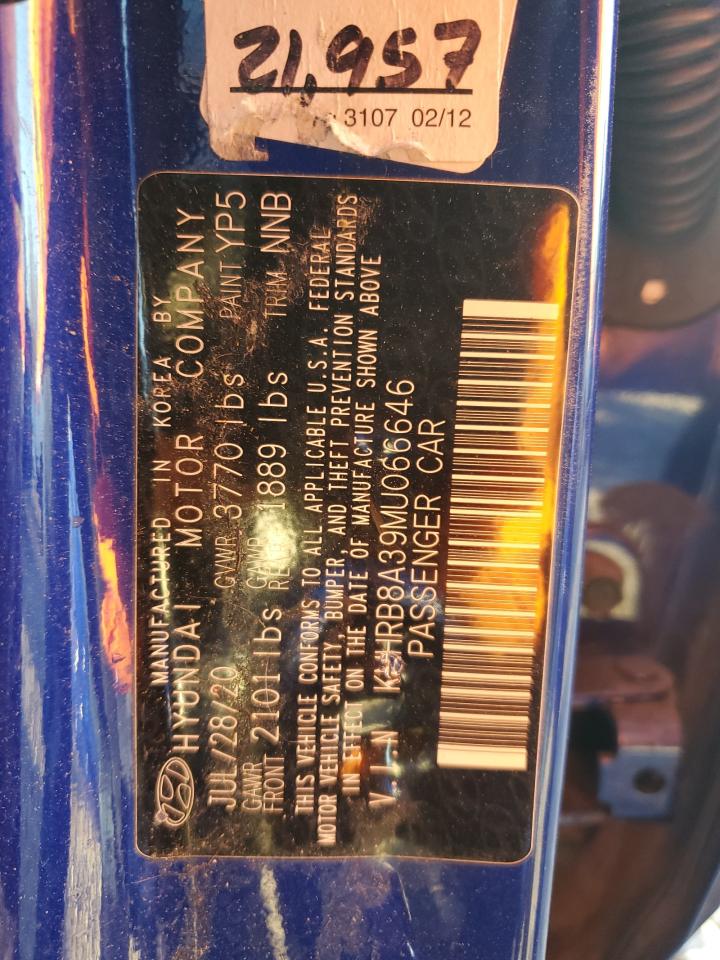 21,957
3107 02/12
MANUFACTURED IN KOREA BY
HYUNDAI MOTOR COMPANY
JUL/28/20 GVWR 3770 lbs PAINT YP5
GAWR FRONT 2101 lbs GAWR REAR 1889 lbs TRIM NNB
THIS VEHICLE CONFORMS TO ALL APPLICABLE U.S.A. FEDERAL
MOTOR VEHICLE SAFETY, BUMPER, AND THEFT PREVENTION STANDARDS
IN EFFECT ON THE DATE OF MANUFACTURE SHOWN ABOVE
V.I.N KMHRB8A39MU066646
PASSENGER CAR